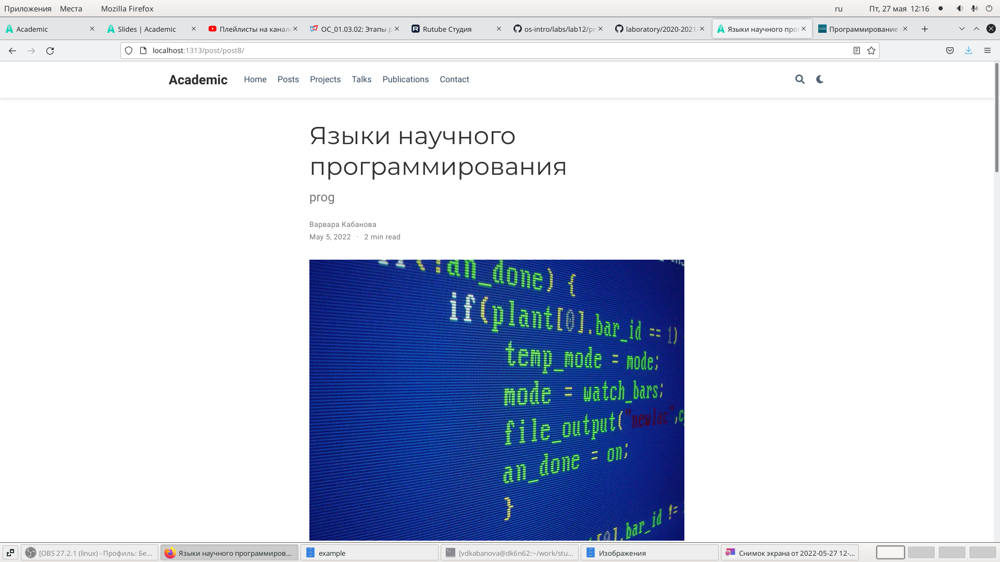 Приложения Места Mozilla Firefox ru Пт, 27 мая 12:16
Academic Slides | Academic Плейлисты на канале ОС_01.03.02: Этапы р Rutube Студия os-intro/labs/lab12/pr laboratory/2020-2021/ Языки научного прог Программирование
localhost:1313/post/post8/
Academic Home Posts Projects Talks Publications Contact
Языки научного
программирования
prog
Варвара Кабанова
May 5, 2022 · 2 min read
if(!an_done) {
if(plant[0].bar_id == 1)
temp_mode = mode;
mode = watch_bars;
file_output("newlac",c
an_done = on;
}
t[0].bar_id !=
[OBS 27.2.1 (linux) - Профиль: Бе... Языки научного программиров... example [vdkabanova@dk6n62:~/work/stu... Изображения Снимок экрана от 2022-05-27 12-...